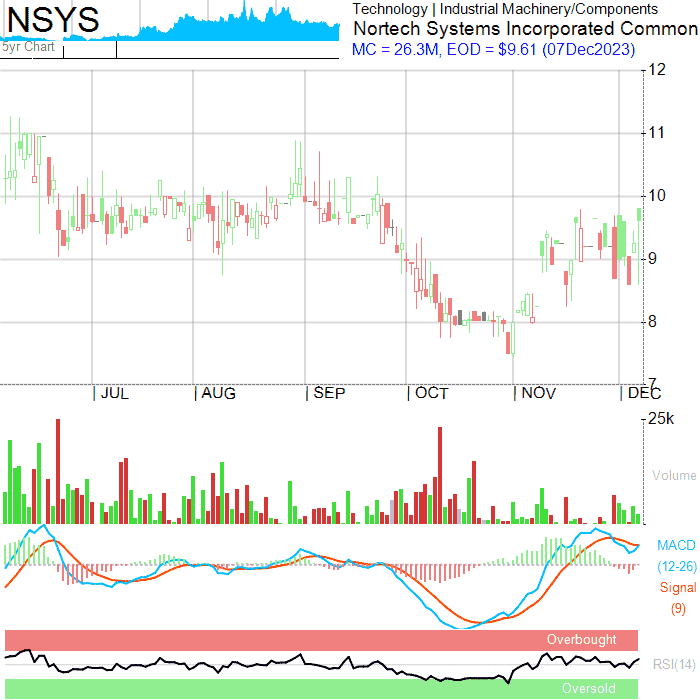 NSYS
5yr Chart
Technology | Industrial Machinery/Components
Nortech Systems Incorporated Common
MC = 26.3M, EOD = $9.61 (07Dec2023)
12
11
10
9
8
7
| JUL | AUG | SEP | OCT | NOV | DEC
25k
Volume
MACD
(12-26)
Signal
(9)
Overbought
RSI(14)
Oversold